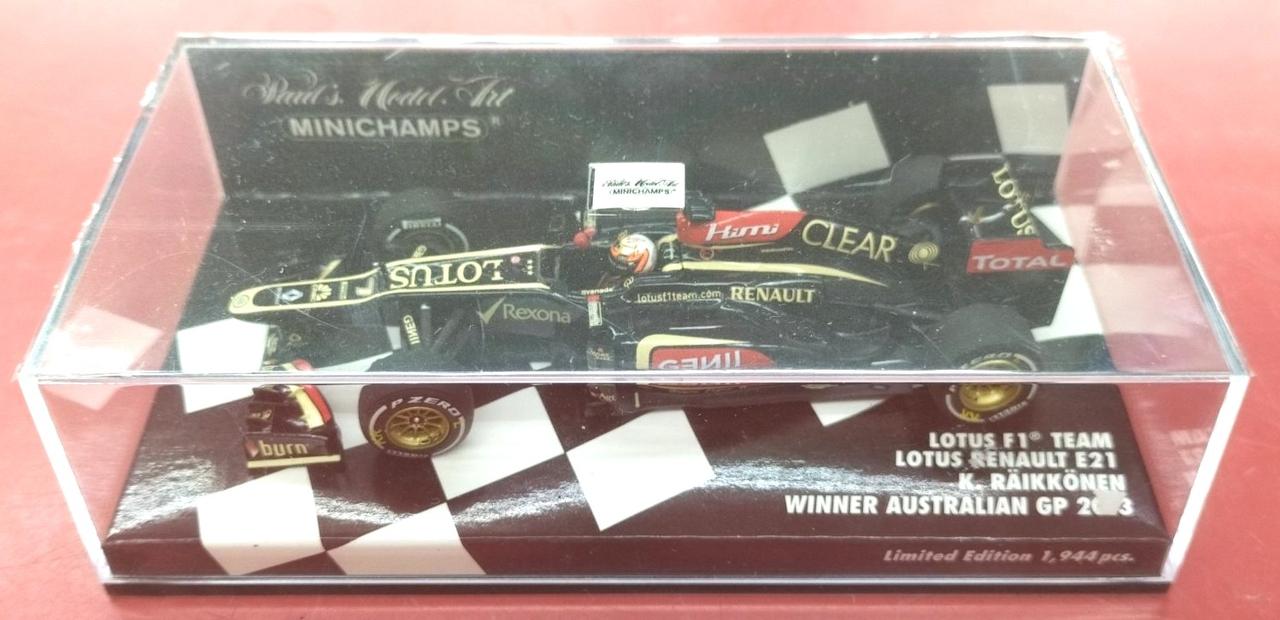 Paul's Model Art
MINICHAMPS®
Paul's Model Art
MINICHAMPS
LOTUS
Kimi
CLEAR
LOTUS
TOTAL
lotusf1team.com
RENAULT
Rexona
GENII
P ZERO
burn
LOTUS F1® TEAM
LOTUS RENAULT E21
K. RÄIKKÖNEN
WINNER AUSTRALIAN GP 2013
Limited Edition 1,944 pcs.